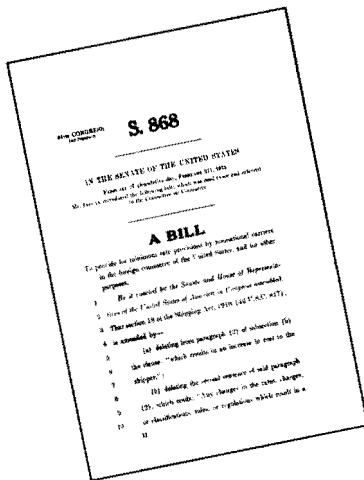 CONGRESS
S. 868
IN THE SENATE OF THE UNITED STATES
A BILL
To provide for minimum rate provisions by nonnational carriers
in the foreign commerce of the United States, and for other
purposes.
1 Be it enacted by the Senate and House of Representa-
2 tives of the United States of America in Congress assembled,
3 That section 18 of the Shipping Act, 1916 (46 U.S.C. 817),
4 is amended by—
5 (a) deleting from paragraph (2) of subsection (b)
6 the clause "which results in an increase in cost to the
7 shipper";
8 (b) deleting the second sentence of said paragraph
9 (2), which reads: "Any changes in the rates, charges,
10 or classifications, rules, or regulations which result in a
II